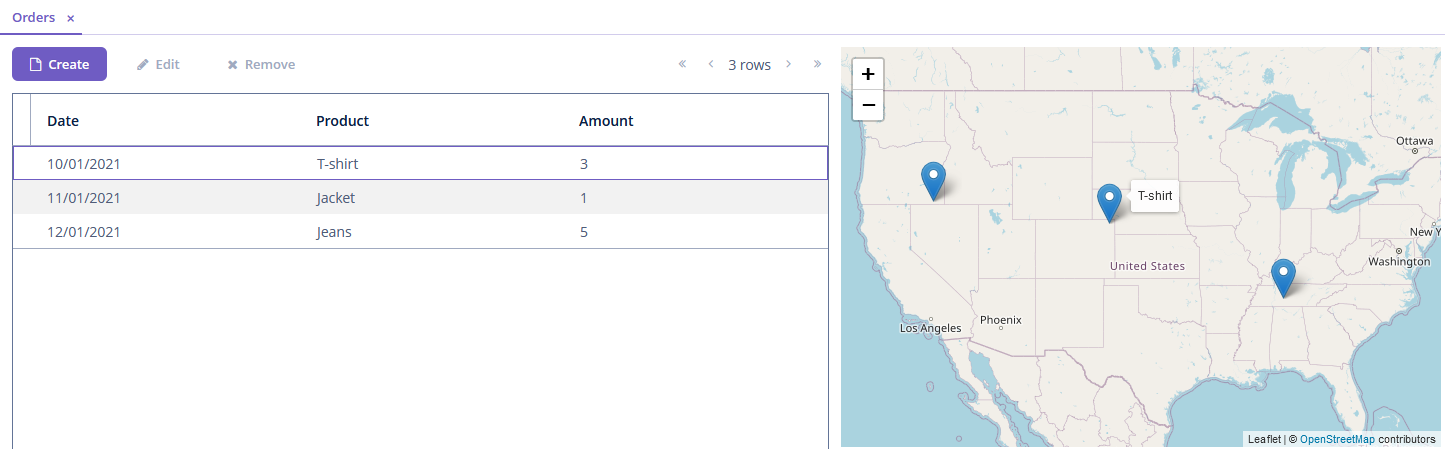 Orders ×
Create Edit Remove « ‹ 3 rows › »
Date Product Amount
10/01/2021 T-shirt 3
11/01/2021 Jacket 1
12/01/2021 Jeans 5
+
−
Ottawa
T-shirt
New Y
Washington
United States
Phoenix
Los Angeles
Leaflet | © OpenStreetMap contributors